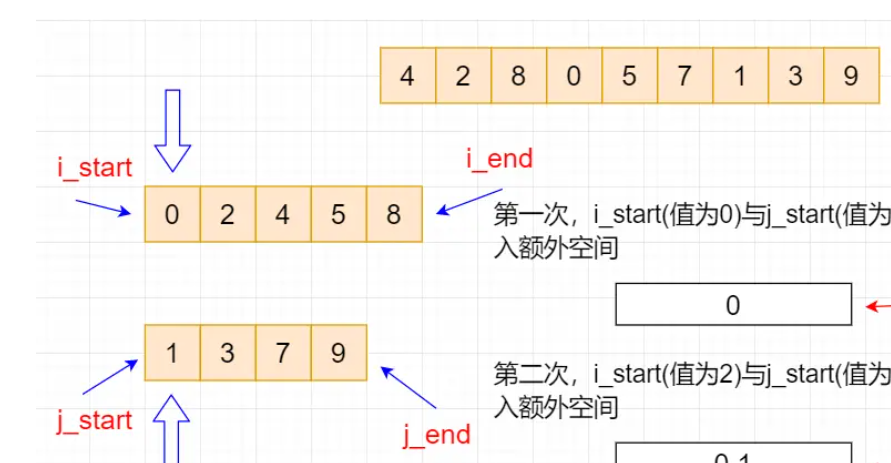 4 2 8 0 5 7 1 3 9
i_start
i_end
0 2 4 5 8
第一次，i_start(值为0)与j_start(值为
入额外空间
0
1 3 7 9
第二次，i_start(值为2)与j_start(值为
入额外空间
j_start
j_end
0 1